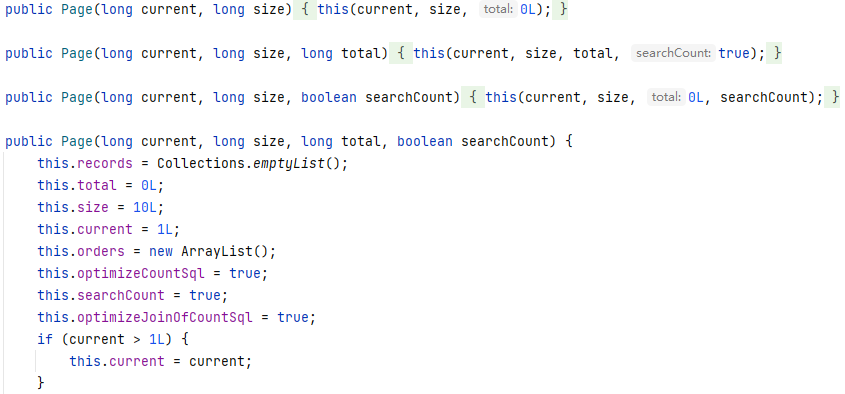 public Page(long current, long size) { this(current, size, total: 0L); }
public Page(long current, long size, long total) { this(current, size, total, searchCount: true); }
public Page(long current, long size, boolean searchCount) { this(current, size, total: 0L, searchCount); }
public Page(long current, long size, long total, boolean searchCount) {
this.records = Collections.emptyList();
this.total = 0L;
this.size = 10L;
this.current = 1L;
this.orders = new ArrayList();
this.optimizeCountSql = true;
this.searchCount = true;
this.optimizeJoinOfCountSql = true;
if (current > 1L) {
this.current = current;
}